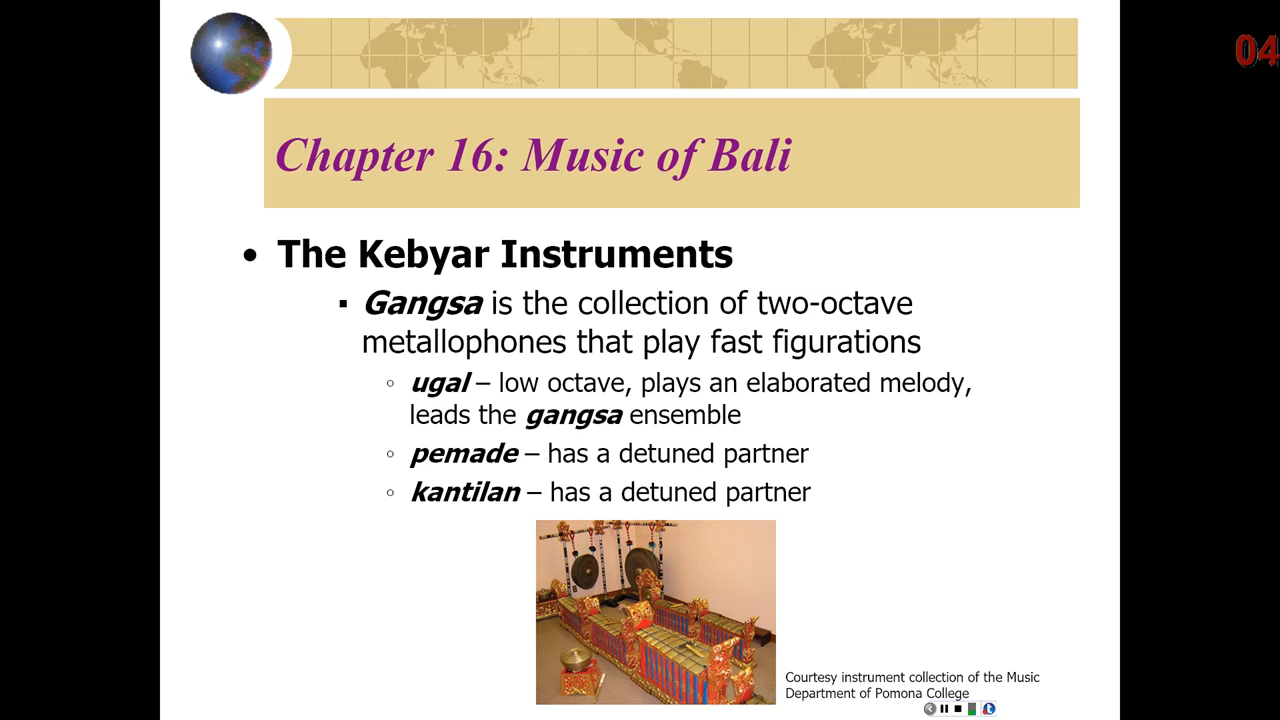 04
Chapter 16: Music of Bali
• The Kebyar Instruments
▪ Gangsa is the collection of two-octave
metallophones that play fast figurations
◦ ugal – low octave, plays an elaborated melody,
leads the gangsa ensemble
◦ pemade – has a detuned partner
◦ kantilan – has a detuned partner
Courtesy instrument collection of the Music
Department of Pomona College